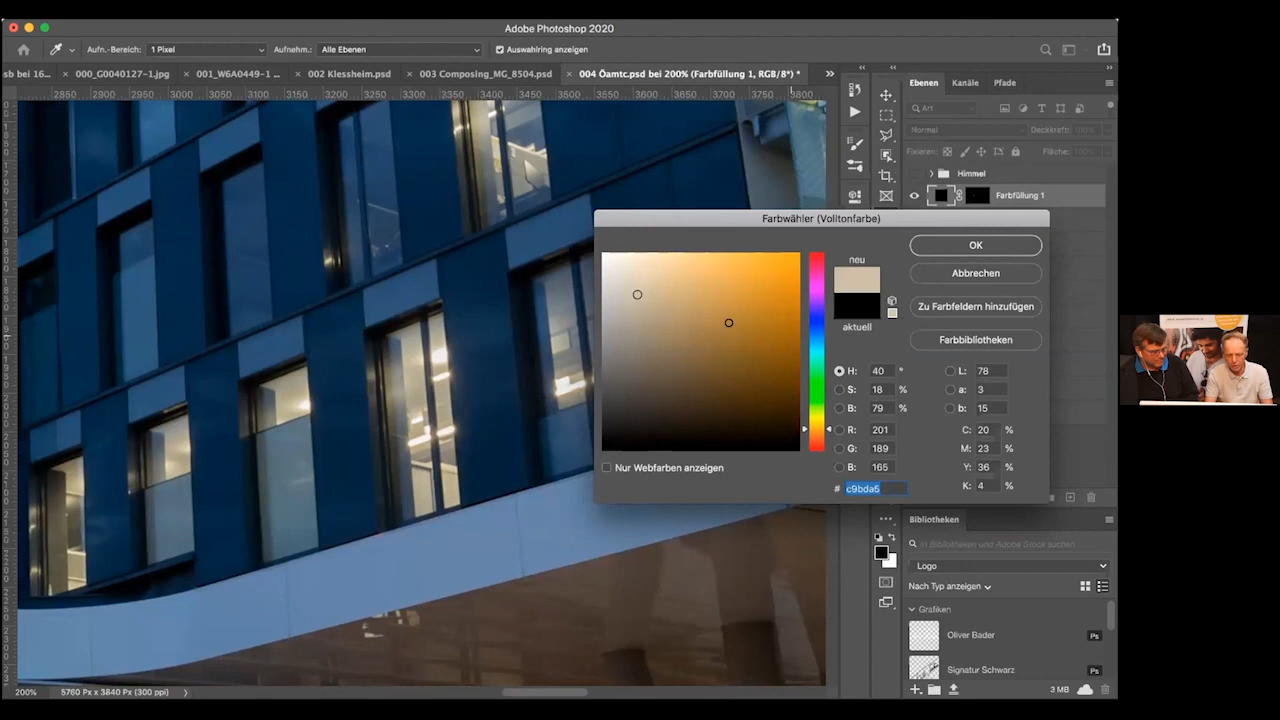 Adobe Photoshop 2020
Aufn.-Bereich: 1 Pixel Aufnehm.: Alle Ebenen Auswahlring anzeigen
sb bei 16... × 000_G0040127-1.jpg × 001_W6A0449-1 ... × 002 Klessheim.psd × 003 Composing_MG_8504.psd × 004 Öamtc.psd bei 200% (Farbfüllung 1, RGB/8*) *
2850 2900 2950 3000 3050 3100 3150 3200 3250 3300 3350 3400 3450 3500 3550 3600 3650 3700 3750 3800
Ebenen Kanäle Pfade
Art
Normal Deckkraft: 100%
Fixieren: Fläche: 100%
Himmel
Farbfüllung 1
Farbwähler (Volltonfarbe)
OK
neu
Abbrechen
Zu Farbfeldern hinzufügen
aktuell
Farbbibliotheken
H: 40 ° L: 78
S: 18 % a: 3
B: 79 % b: 15
R: 201 C: 20 %
G: 189 M: 23 %
B: 165 Y: 36 %
# c9bda5 K: 4 %
Nur Webfarben anzeigen
Bibliotheken
in Bibliotheken und Adobe Stock suchen
Logo
Nach Typ anzeigen
Grafiken
Oliver Bader Ps
Signatur Schwarz Ps
200% 5760 Px x 3840 Px (300 ppi)
3 MB